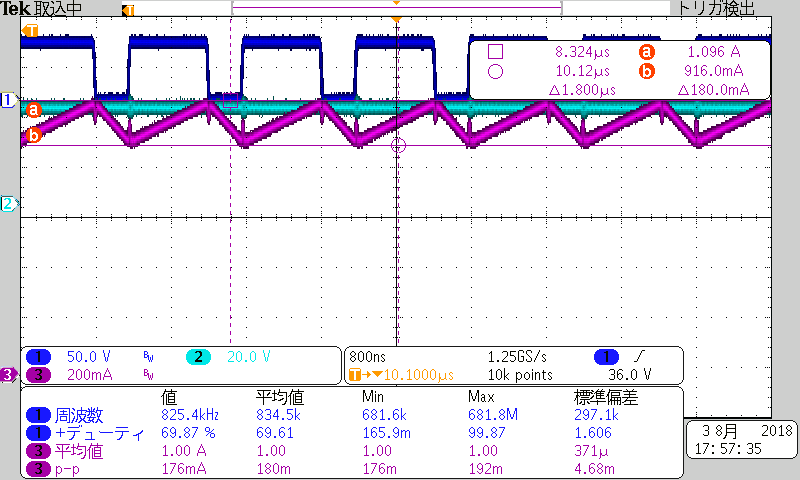 Tek 取込中 トリガ検出
T
T
8.324µs a 1.096 A
10.12µs b 916.0mA
Δ1.800µs Δ180.0mA
1
a
b
2
3
1 50.0 V BW 2 20.0 V
3 200mA BW
800ns 1.25GS/s 1
T→▼10.1000µs 10k points 36.0 V
値 平均値 Min Max 標準偏差
1 周波数 825.4kHz 834.5k 681.6k 681.8M 297.1k
1 +デューティ 69.87 % 69.61 165.9m 99.87 1.606
3 平均値 1.00 A 1.00 1.00 1.00 371µ
3 p-p 176mA 180m 176m 192m 4.68m
3 8月 2018
17:57:35